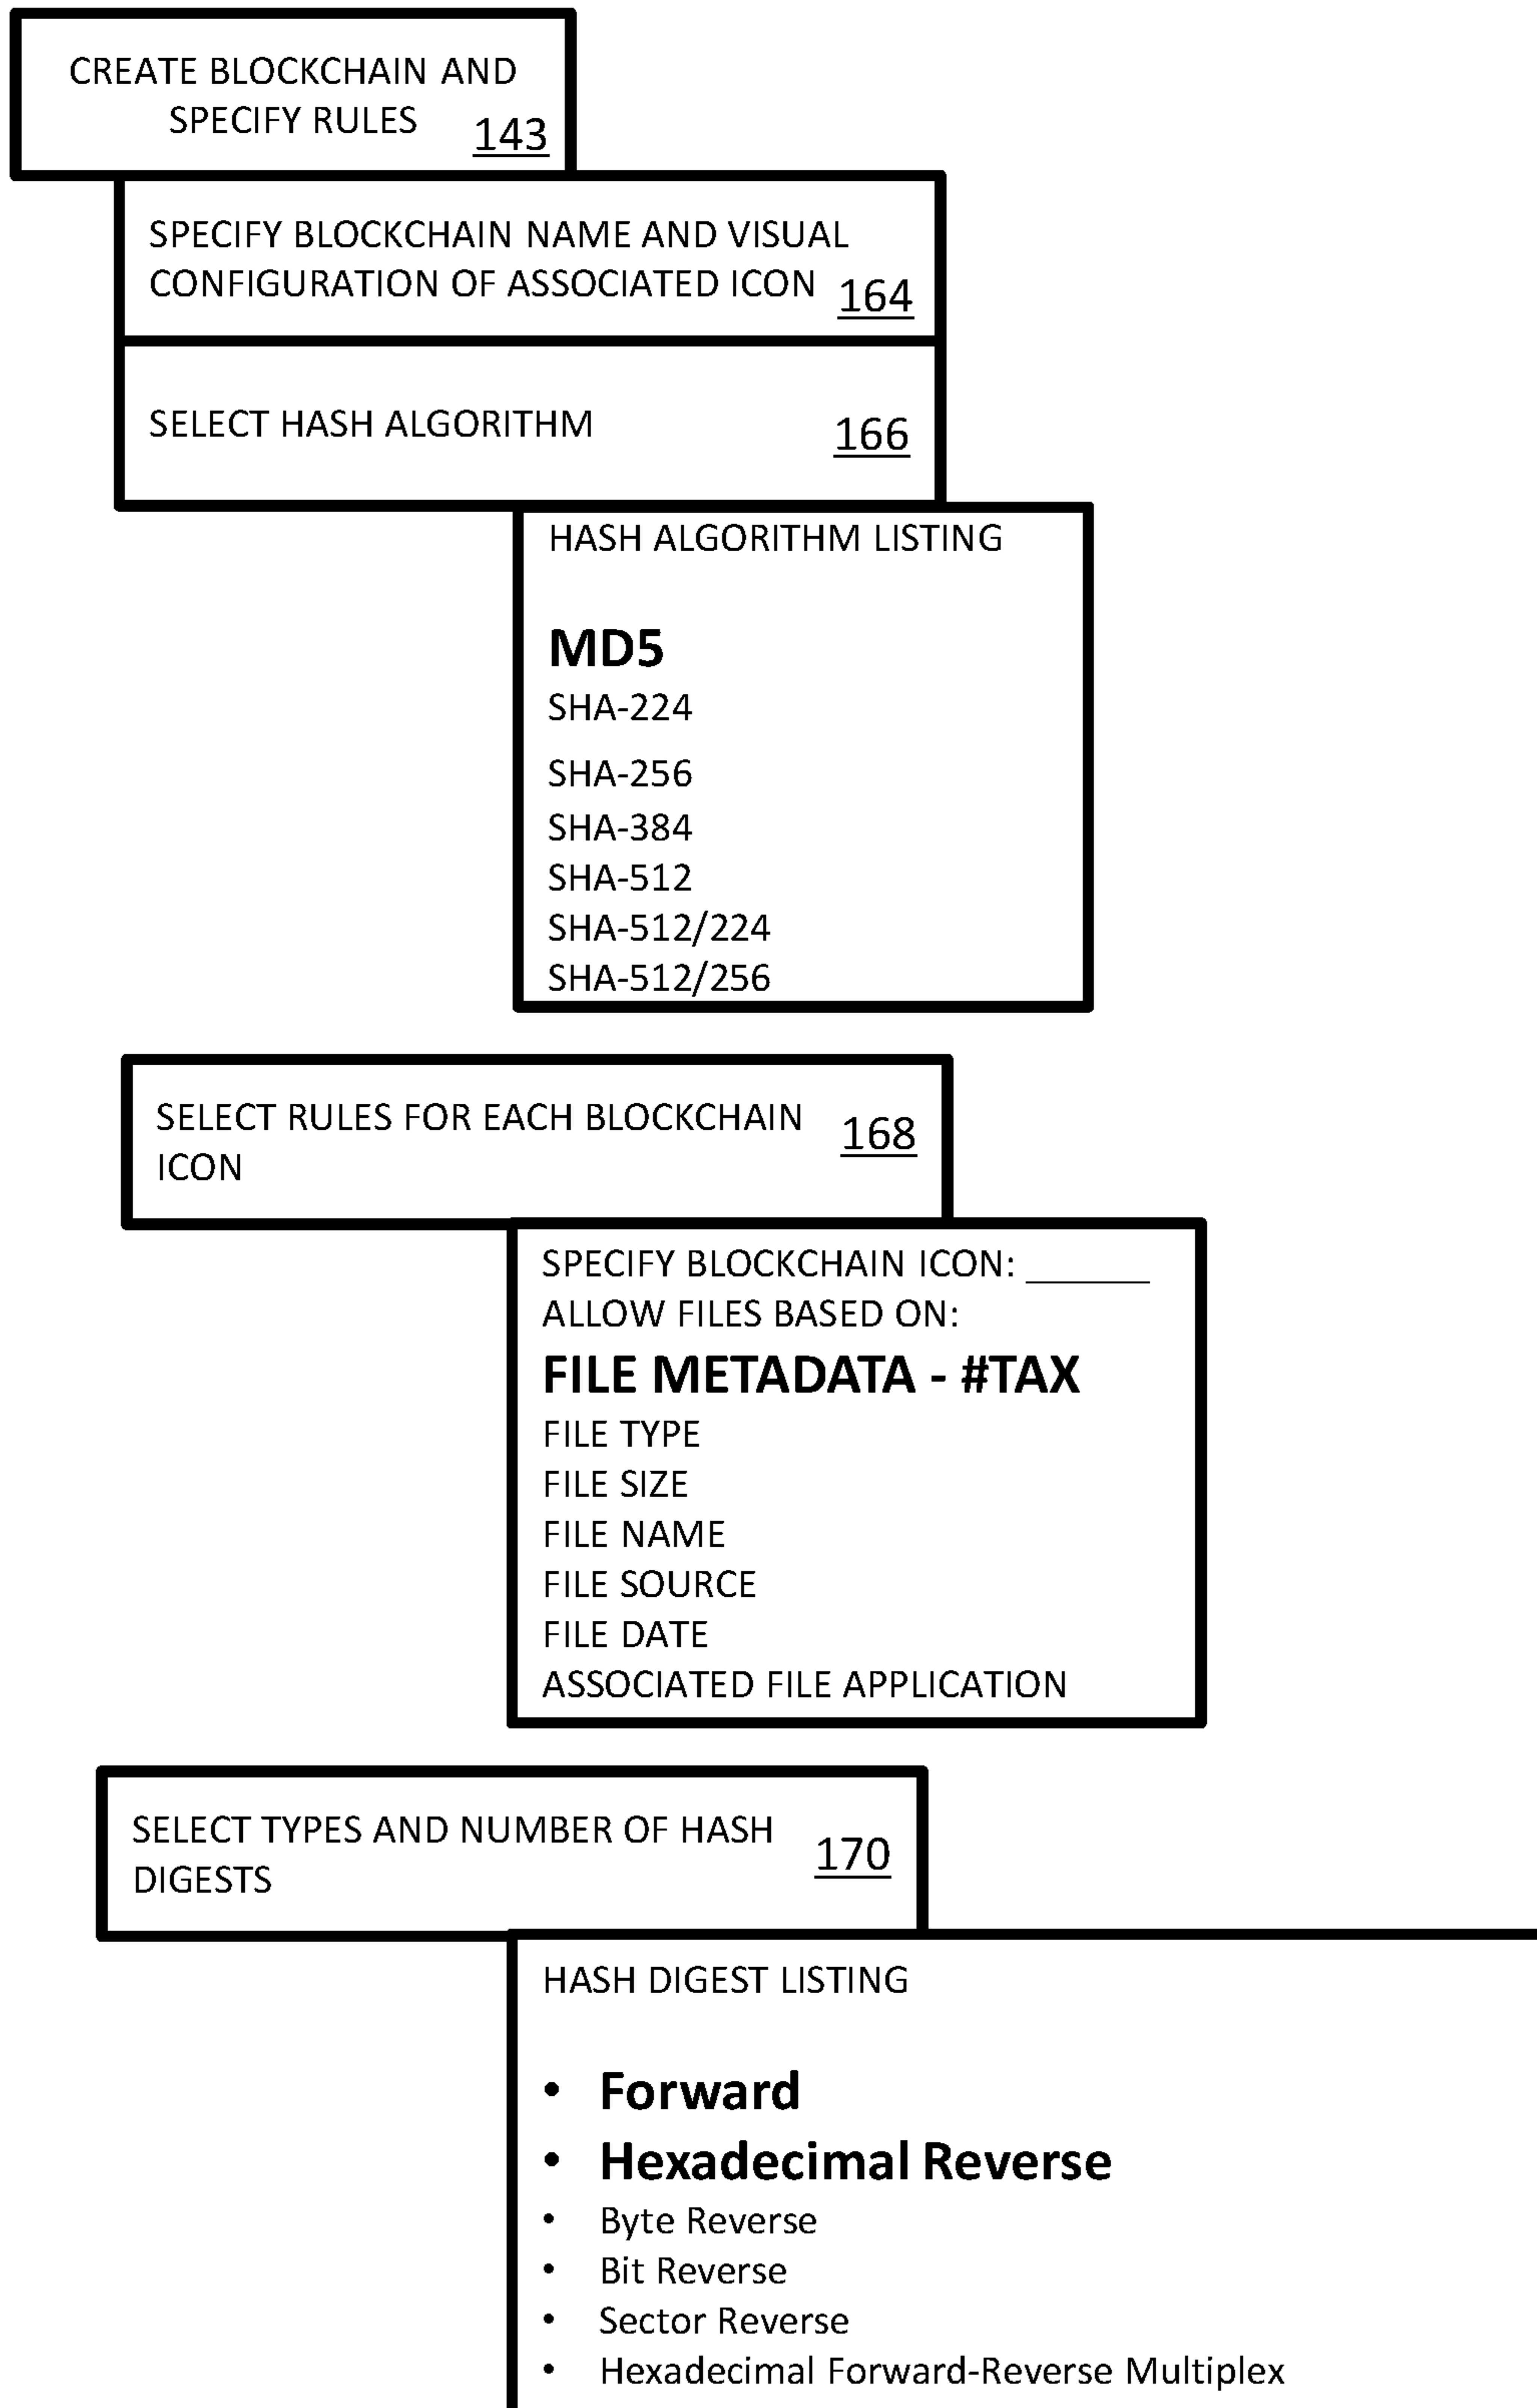 CREATE BLOCKCHAIN AND
SPECIFY RULES 143
SPECIFY BLOCKCHAIN NAME AND VISUAL
CONFIGURATION OF ASSOCIATED ICON 164
SELECT HASH ALGORITHM 166
HASH ALGORITHM LISTING
MD5
SHA-224
SHA-256
SHA-384
SHA-512
SHA-512/224
SHA-512/256
SELECT RULES FOR EACH BLOCKCHAIN 168
ICON
SPECIFY BLOCKCHAIN ICON: ______
ALLOW FILES BASED ON:
FILE METADATA - #TAX
FILE TYPE
FILE SIZE
FILE NAME
FILE SOURCE
FILE DATE
ASSOCIATED FILE APPLICATION
SELECT TYPES AND NUMBER OF HASH 170
DIGESTS
HASH DIGEST LISTING
• Forward
• Hexadecimal Reverse
• Byte Reverse
• Bit Reverse
• Sector Reverse
• Hexadecimal Forward-Reverse Multiplex